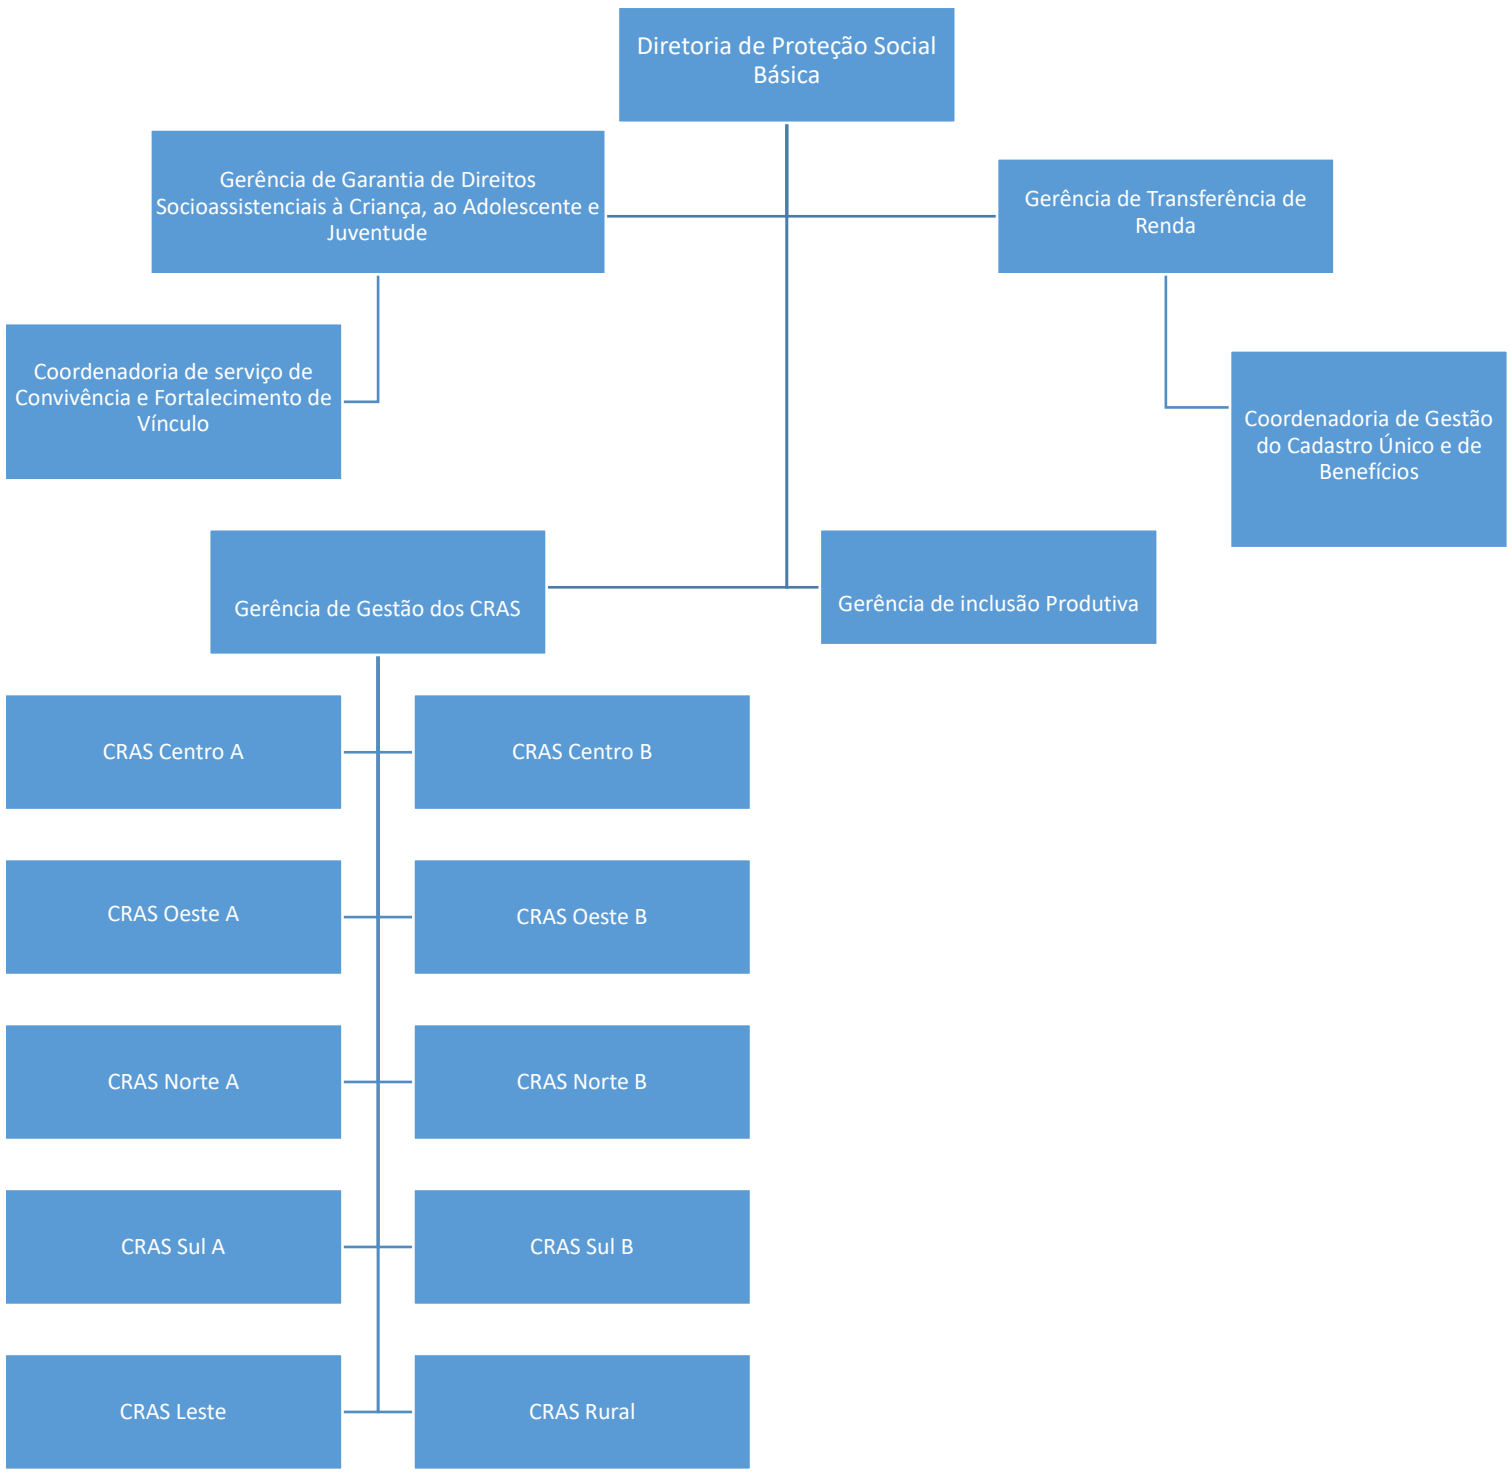 Diretoria de Proteção Social
Básica
Gerência de Garantia de Direitos
Socioassistenciais à Criança, ao Adolescente e
Juventude
Gerência de Transferência de
Renda
Coordenadoria de serviço de
Convivência e Fortalecimento de
Vínculo
Coordenadoria de Gestão
do Cadastro Único e de
Benefícios
Gerência de Gestão dos CRAS
Gerência de inclusão Produtiva
CRAS Centro A
CRAS Centro B
CRAS Oeste A
CRAS Oeste B
CRAS Norte A
CRAS Norte B
CRAS Sul A
CRAS Sul B
CRAS Leste
CRAS Rural